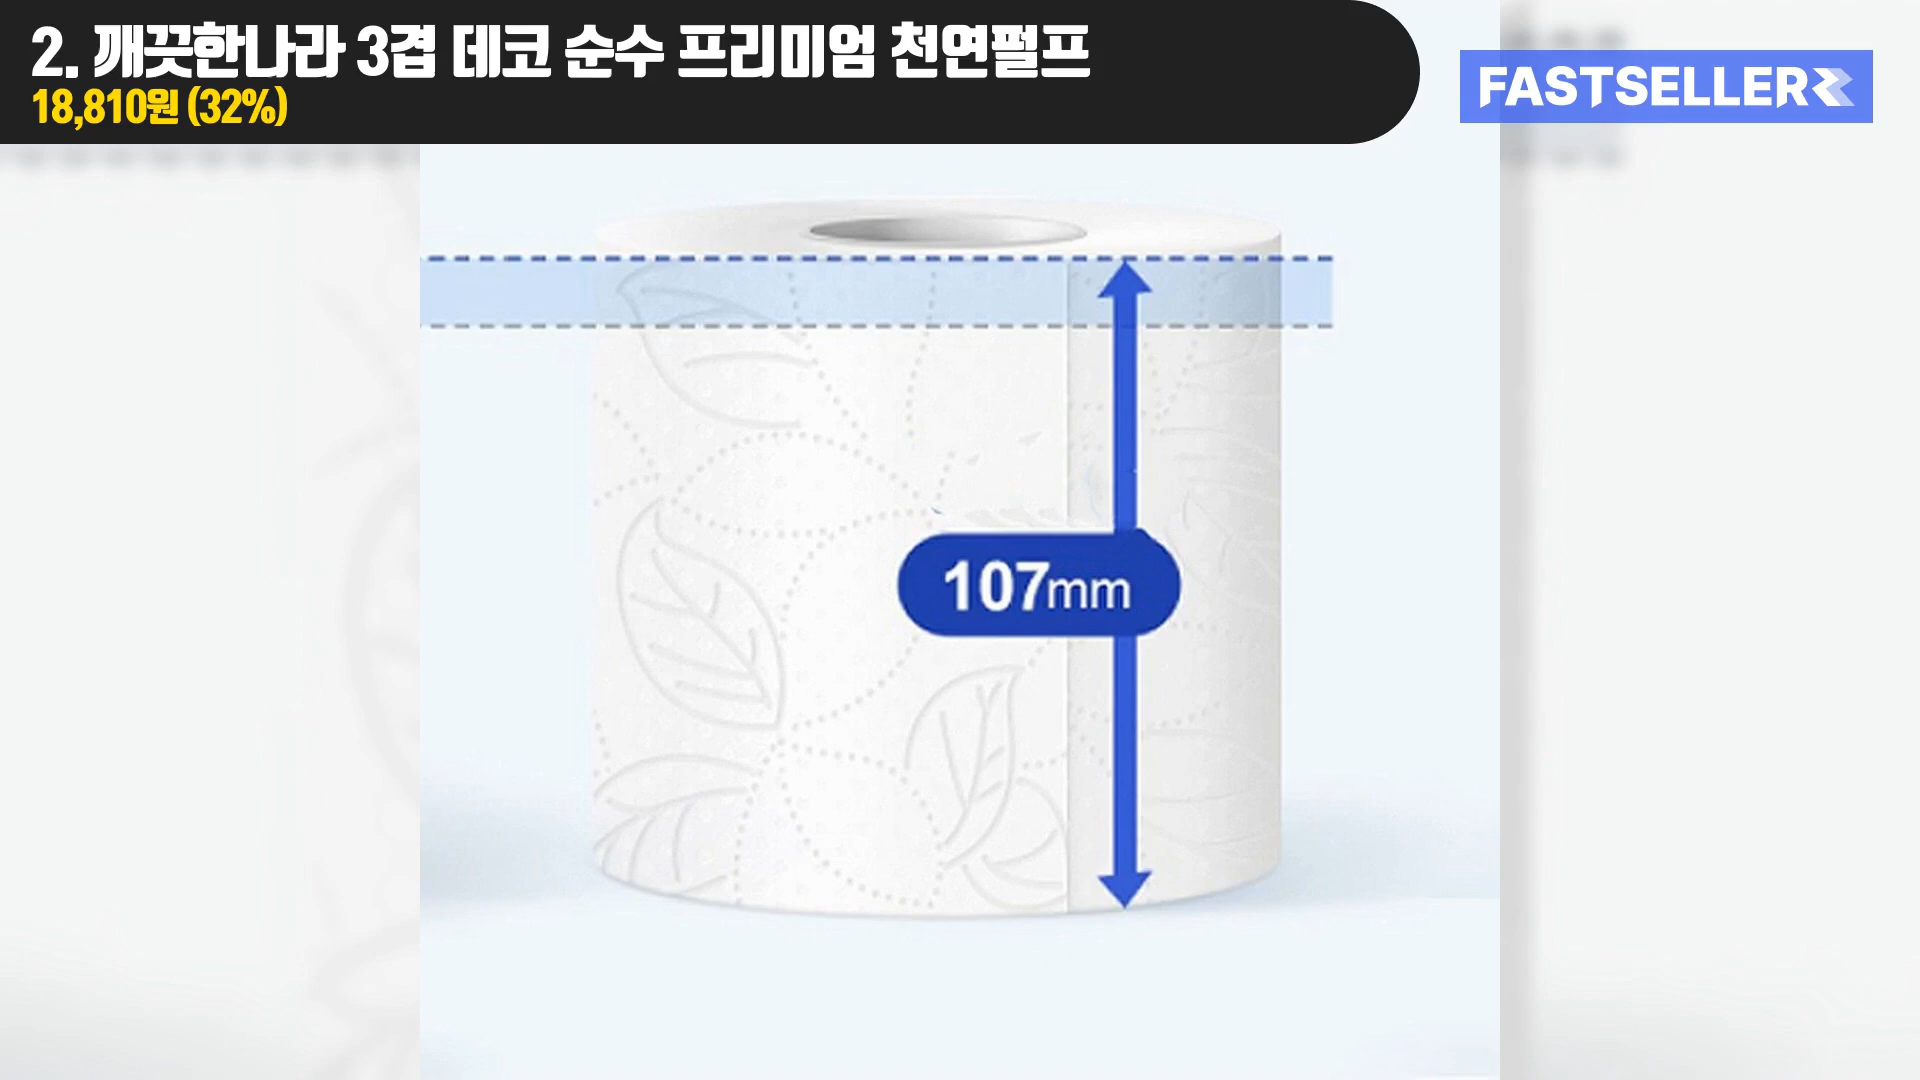 2. 깨끗한나라 3겹 데코 순수 프리미엄 천연펄프
18,810원 (32%)
FASTSELLER
107mm